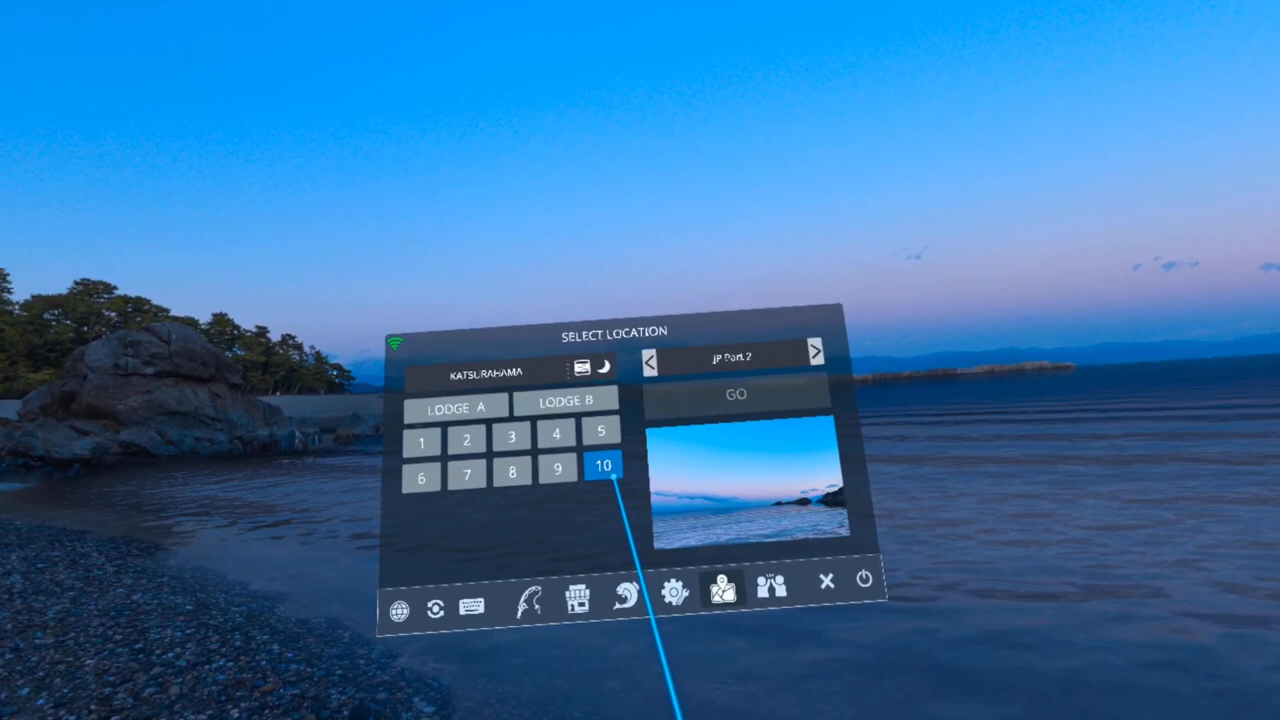 SELECT LOCATION
KATSURAHAMA
JP Part 2
LODGE A
LODGE B
GO
1 2 3 4 5
6 7 8 9 10